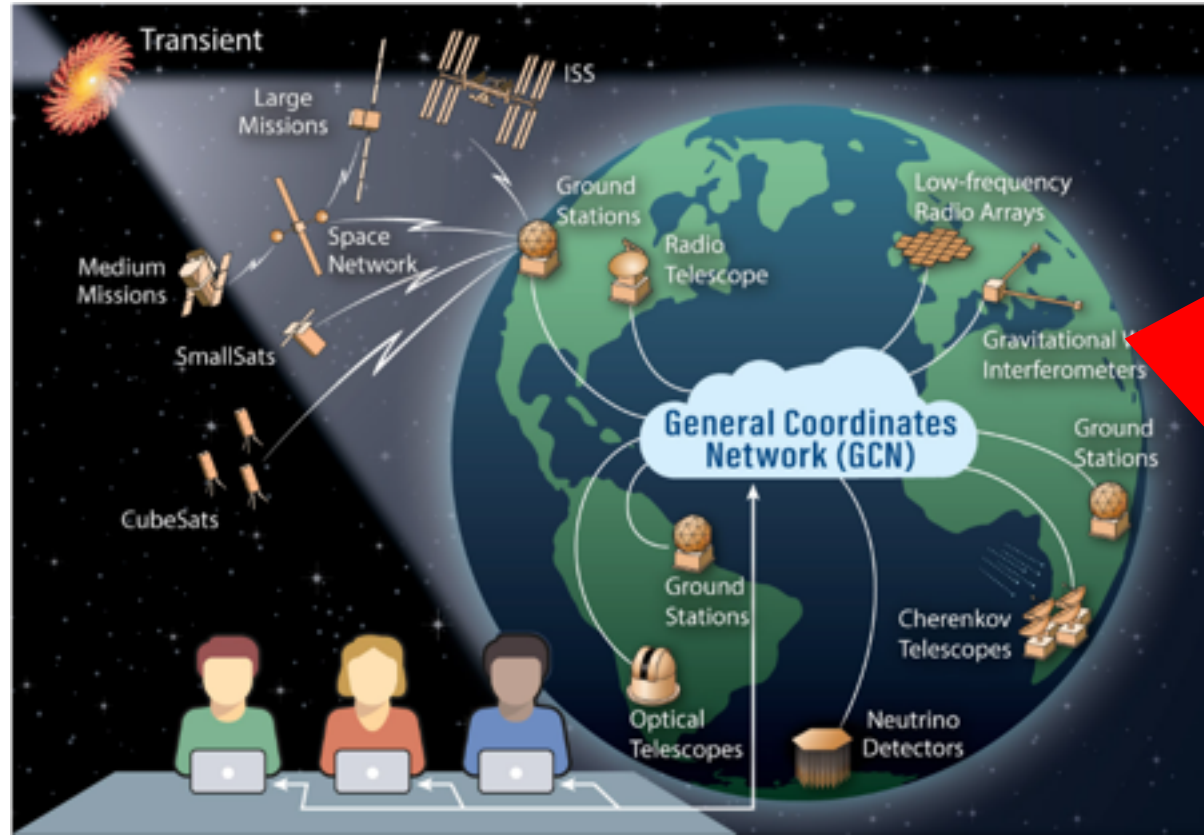 Transient
ISS
Large
Missions
Ground
Stations
Low-frequency
Radio Arrays
Radio
Telescope
Space
Network
Medium
Missions
SmallSats
Gravitational
Interferometers
General Coordinates
Network (GCN)
Ground
Stations
CubeSats
Ground
Stations
Cherenkov
Telescopes
Optical
Telescopes
Neutrino
Detectors